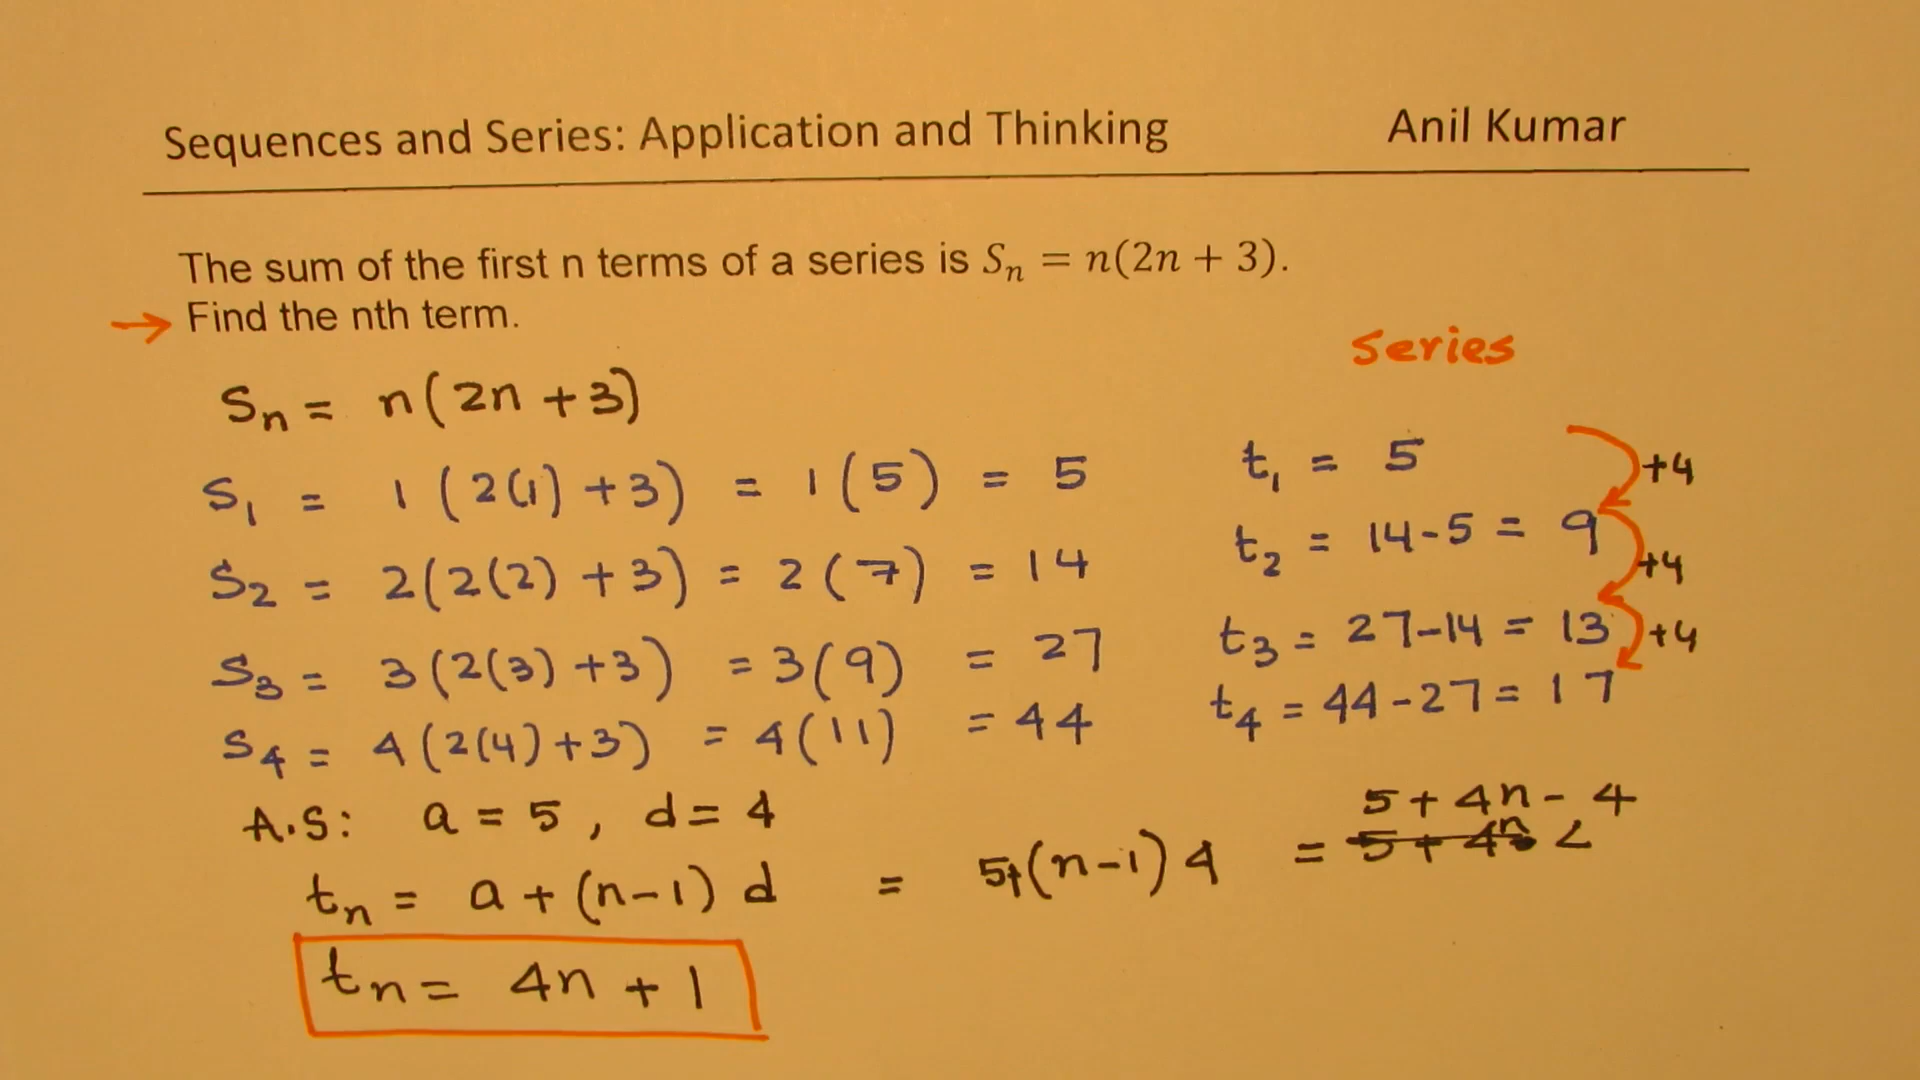 Sequences and Series: Application and Thinking Anil Kumar
The sum of the first n terms of a series is Sₙ = n(2n + 3).
→ Find the nth term.
Series
Sₙ = n(2n + 3)
S₁ = 1 (2(1) + 3) = 1 (5) = 5 t₁ = 5 +4
S₂ = 2(2(2) + 3) = 2 (7) = 14 t₂ = 14-5 = 9 +4
S₃ = 3(2(3) + 3) = 3(9) = 27 t₃ = 27-14 = 13 +4
S₄ = 4(2(4) + 3) = 4(11) = 44 t₄ = 44-27 = 17
A.S: a = 5, d = 4
tₙ = a + (n-1) d = 5+(n-1)4 = 5 + 4n - 4
tₙ = 4n + 1